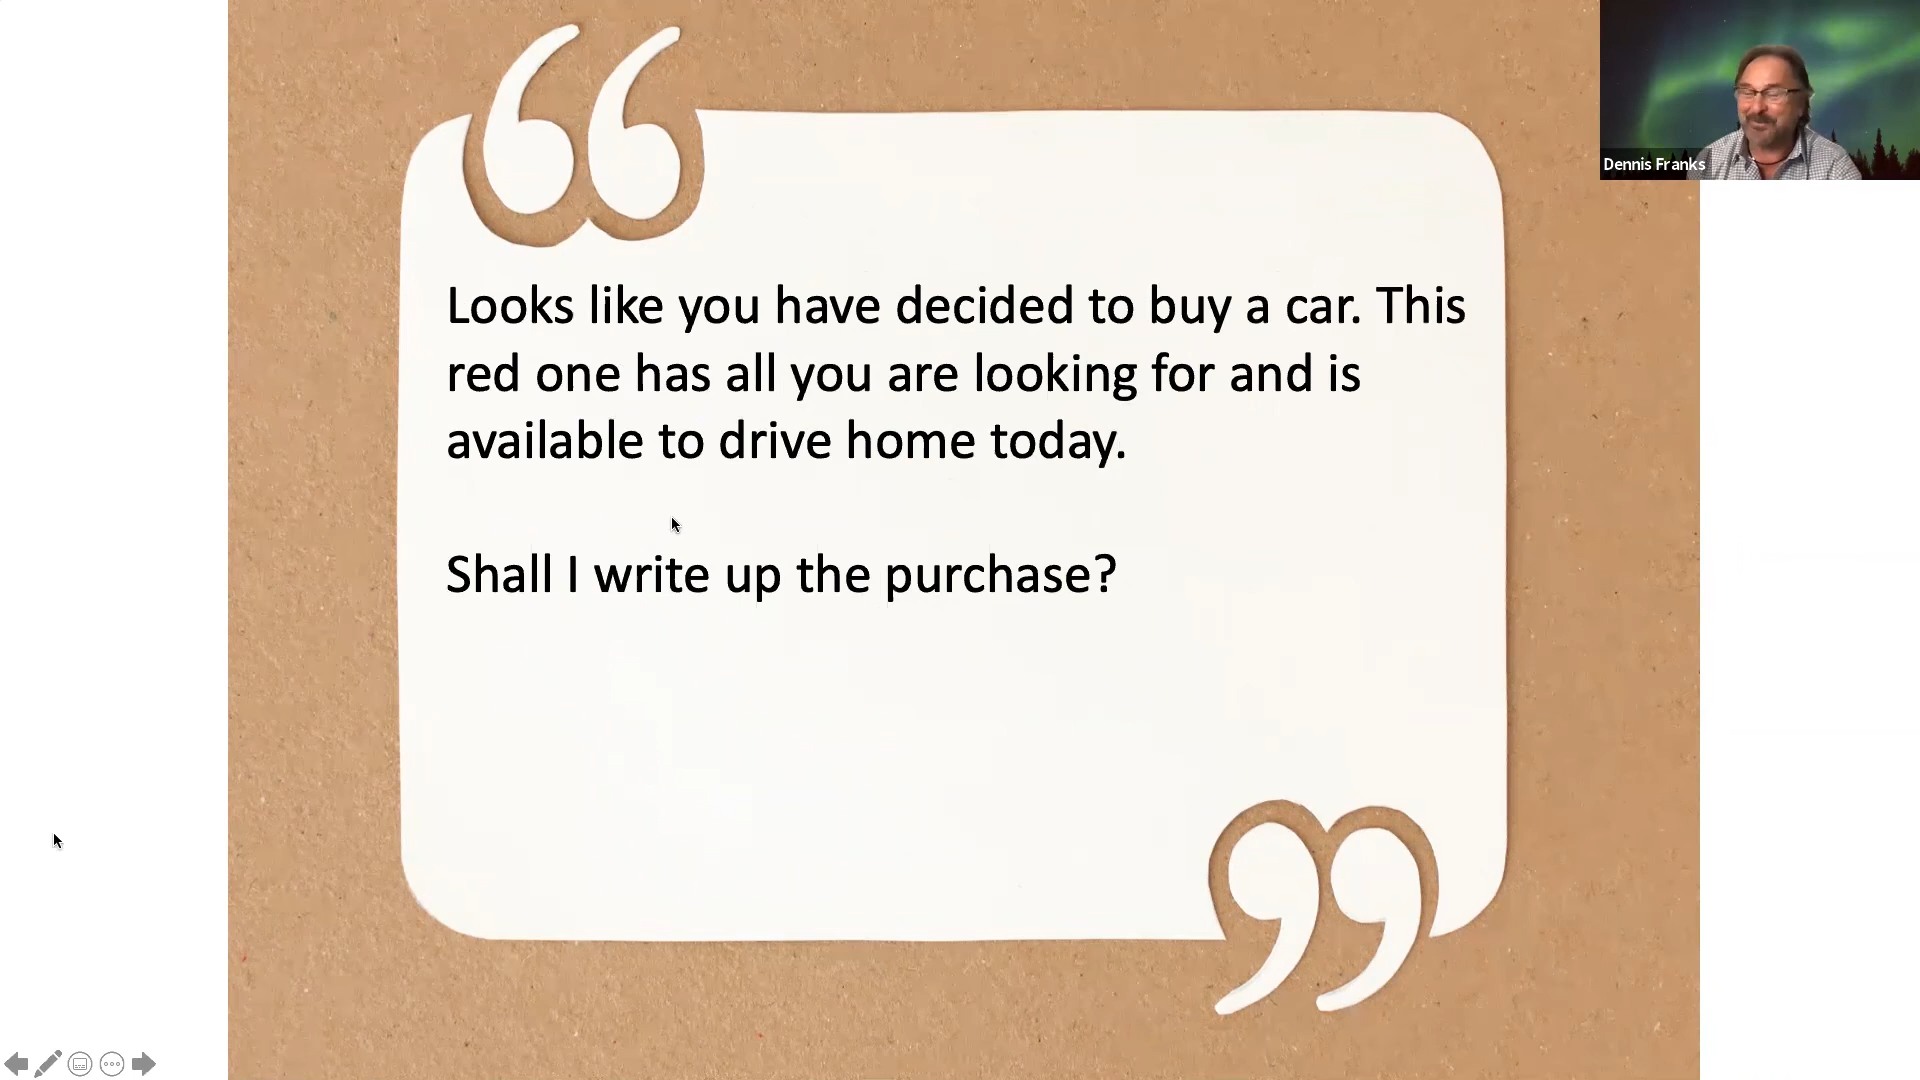 Dennis Franks
Looks like you have decided to buy a car. This
red one has all you are looking for and is
available to drive home today.
Shall I write up the purchase?